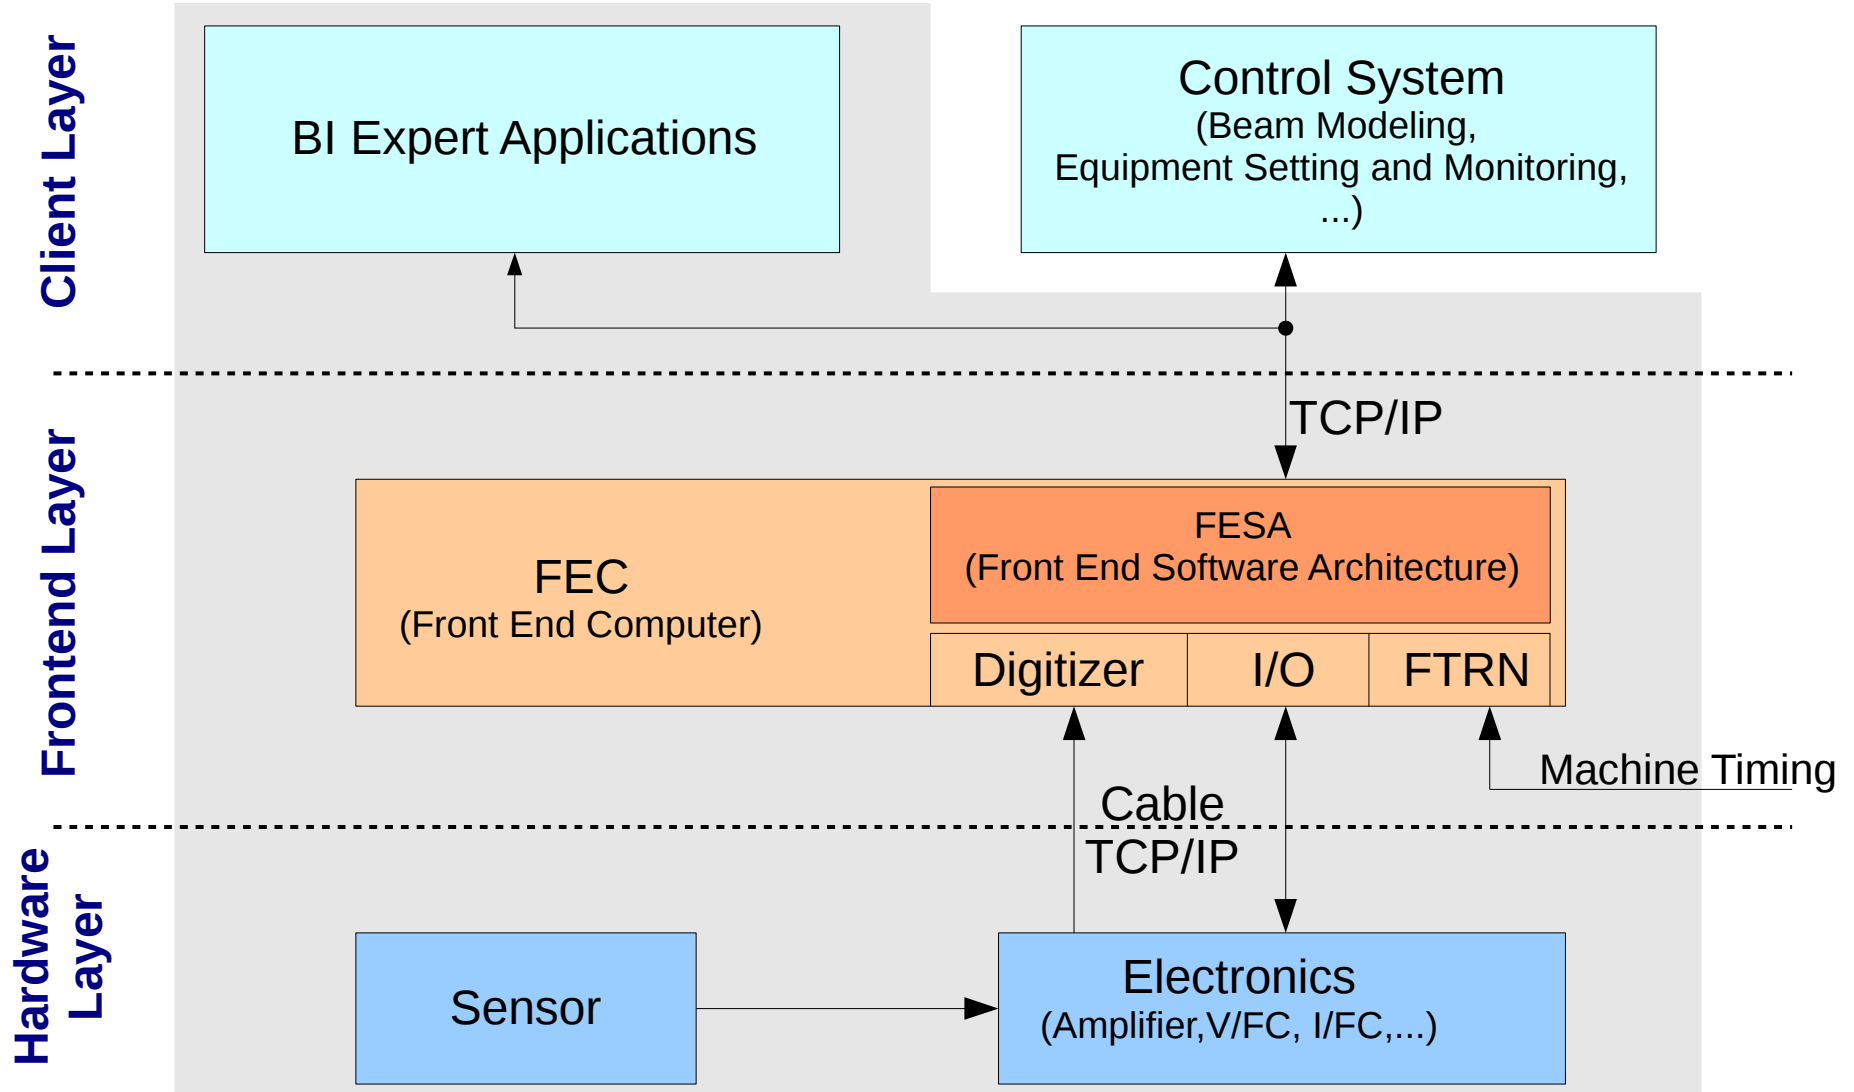 Client Layer
BI Expert Applications
Control System
(Beam Modeling,
Equipment Setting and Monitoring,
...)
TCP/IP
Frontend Layer
FEC
(Front End Computer)
FESA
(Front End Software Architecture)
Digitizer
I/O
FTRN
Machine Timing
Cable
TCP/IP
Hardware
Layer
Sensor
Electronics
(Amplifier,V/FC, I/FC,...)